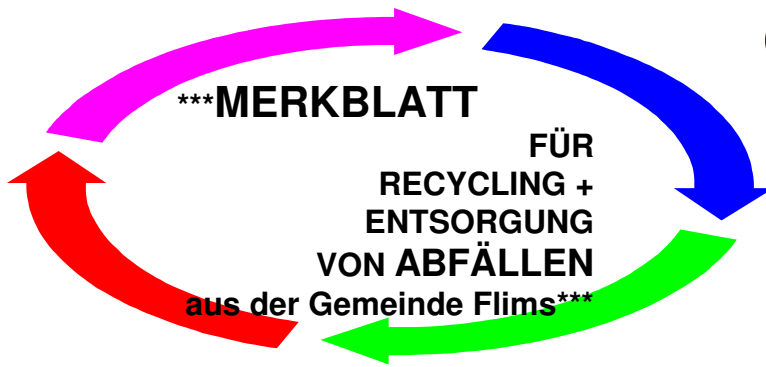 ***MERKBLATT
FÜR
RECYCLING +
ENTSORGUNG
VON ABFÄLLEN
aus der Gemeinde Flims***